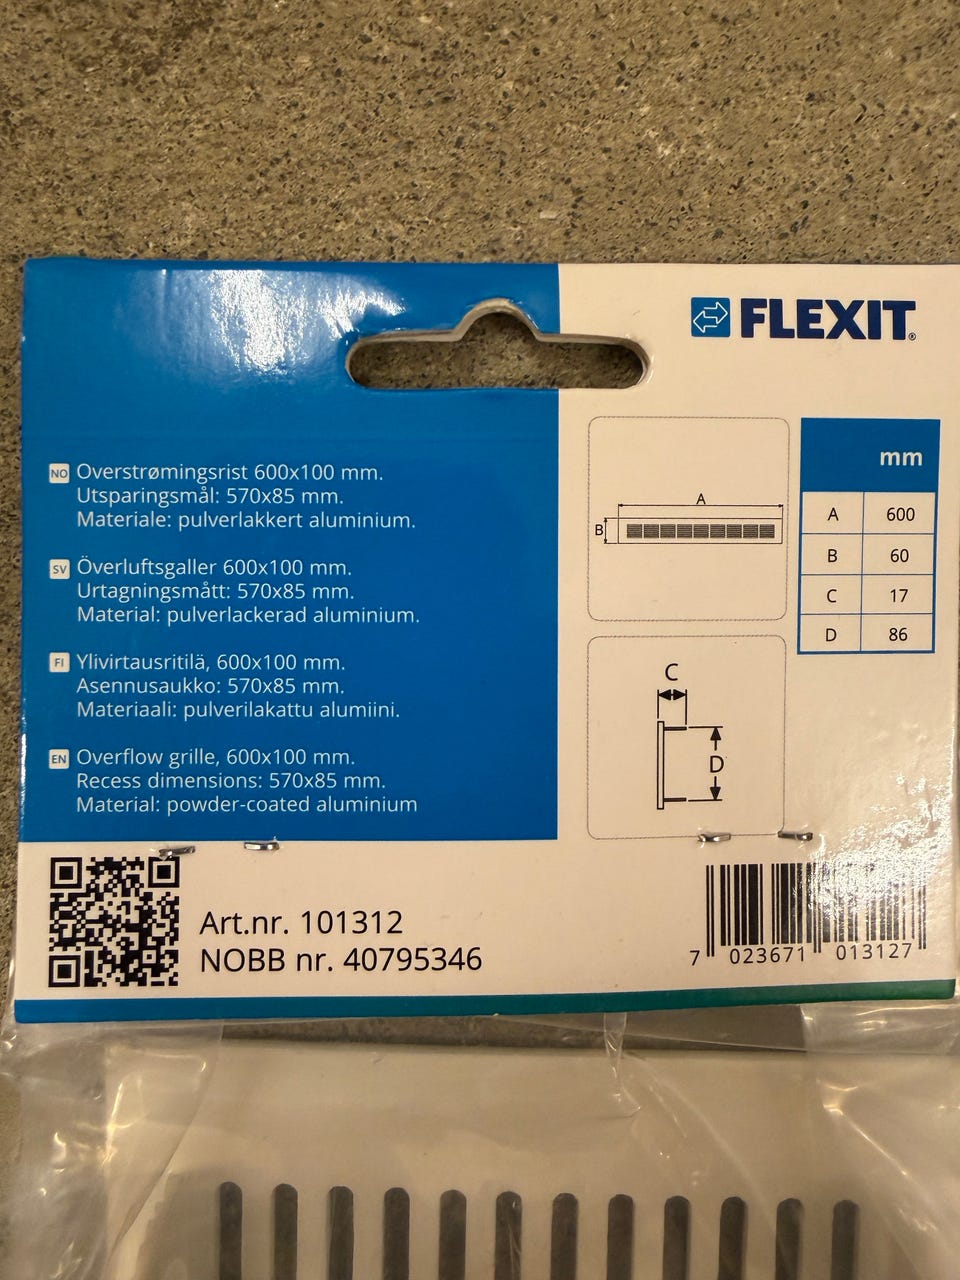 FLEXIT®
NO Overstrømingsrist 600x100 mm.
Utsparingsmål: 570x85 mm.
Materiale: pulverlakkert aluminium.
SV Överluftsgaller 600x100 mm.
Urtagningsmått: 570x85 mm.
Material: pulverlackerad aluminium.
FI Ylivirtausritilä, 600x100 mm.
Asennusaukko: 570x85 mm.
Materiaali: pulverilakattu alumiini.
EN Overflow grille, 600x100 mm.
Recess dimensions: 570x85 mm.
Material: powder-coated aluminium
A
B
C
D
mm
A 600
B 60
C 17
D 86
Art.nr. 101312
NOBB nr. 40795346
7 023671 013127